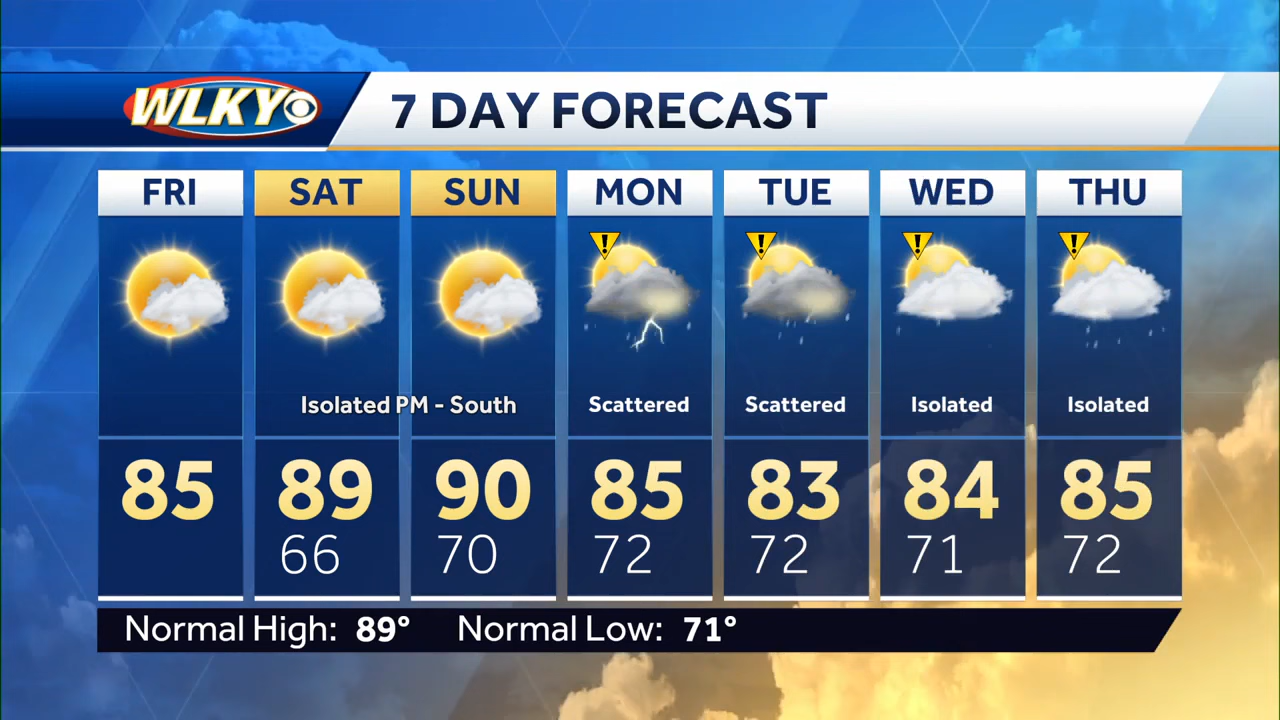 WLKY
7 DAY FORECAST
FRI SAT SUN MON TUE WED THU
! ! ! !
Isolated PM - South Scattered Scattered Isolated Isolated
85 89 90 85 83 84 85
66 70 72 72 71 72
Normal High: 89° Normal Low: 71°